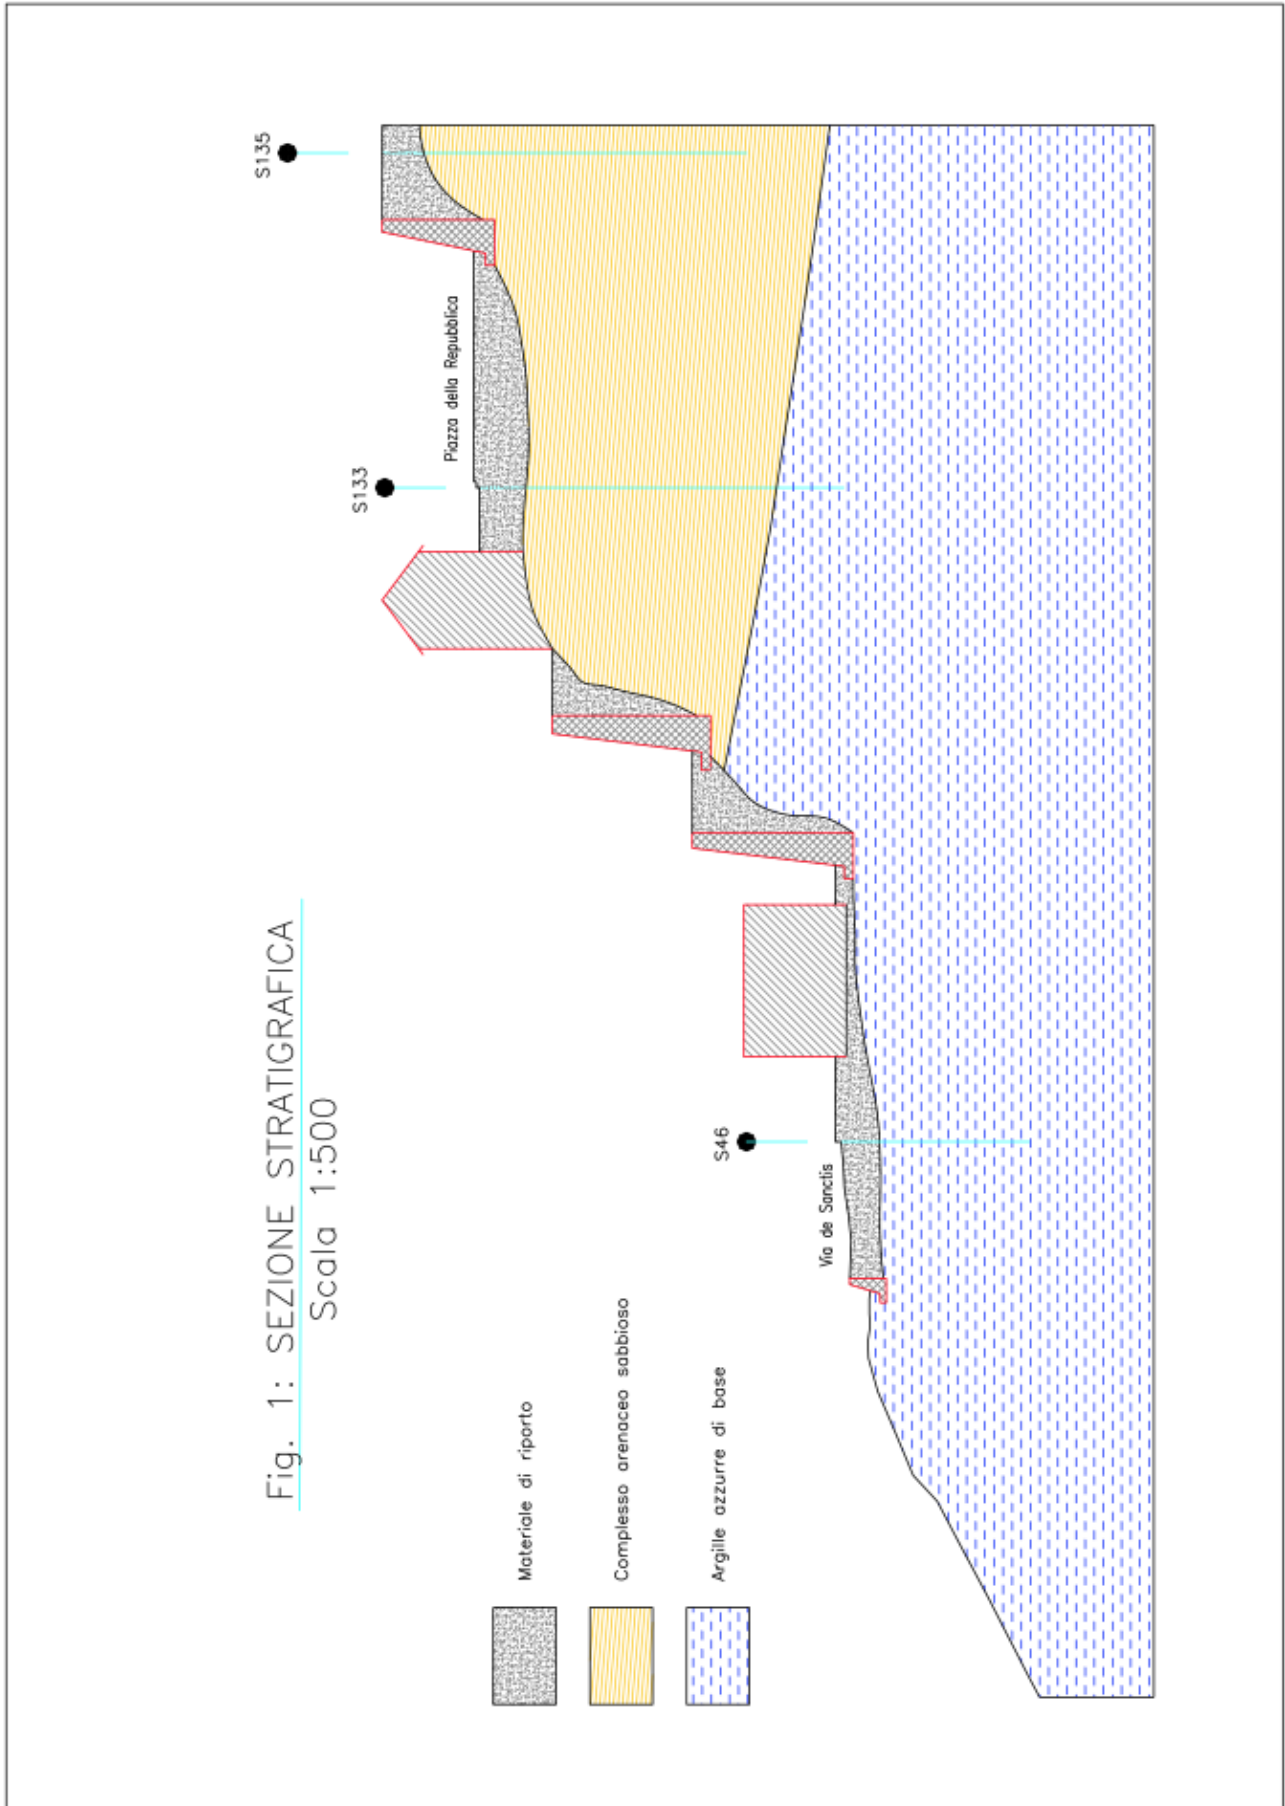 Fig. 1: SEZIONE STRATIGRAFICA
Scala 1:500
S46
S133
S135
Via de Sanctis
Piazza della Repubblica
Materiale di riporto
Complesso arenaceo sabbioso
Argille azzurre di base